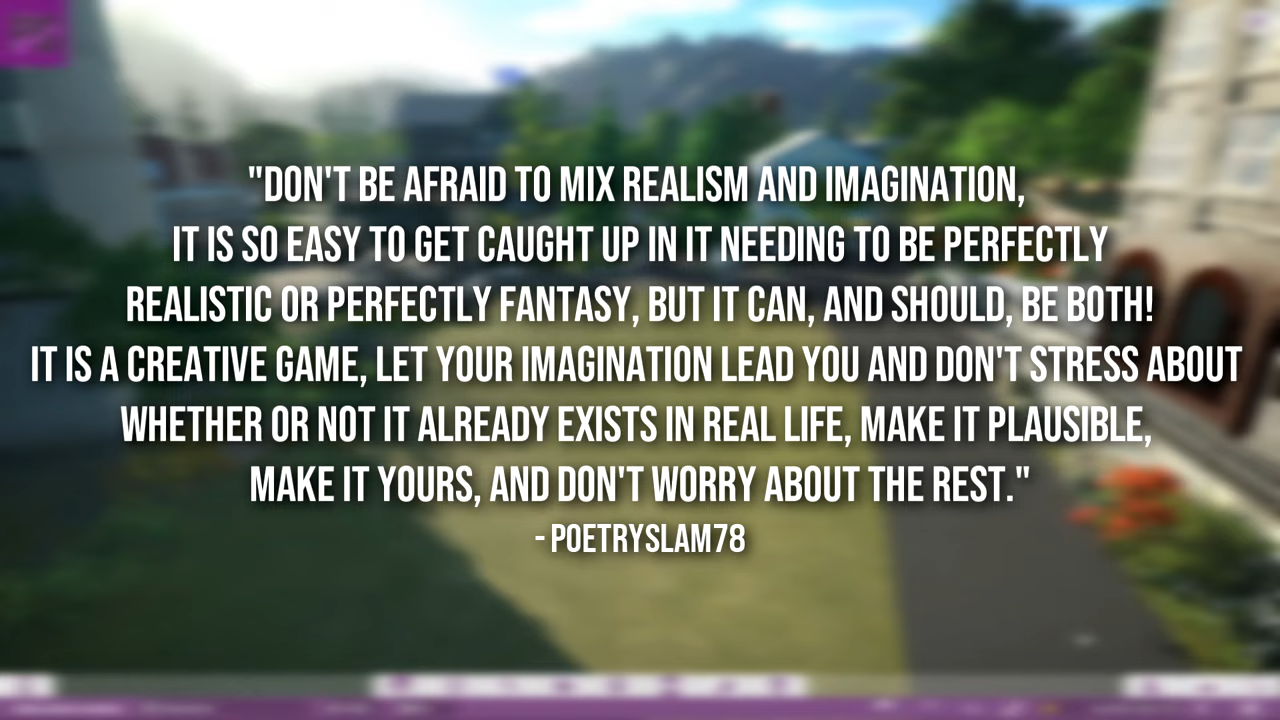 "DON'T BE AFRAID TO MIX REALISM AND IMAGINATION,
IT IS SO EASY TO GET CAUGHT UP IN IT NEEDING TO BE PERFECTLY
REALISTIC OR PERFECTLY FANTASY, BUT IT CAN, AND SHOULD, BE BOTH!
IT IS A CREATIVE GAME, LET YOUR IMAGINATION LEAD YOU AND DON'T STRESS ABOUT
WHETHER OR NOT IT ALREADY EXISTS IN REAL LIFE, MAKE IT PLAUSIBLE,
MAKE IT YOURS, AND DON'T WORRY ABOUT THE REST."
- POETRYSLAM78